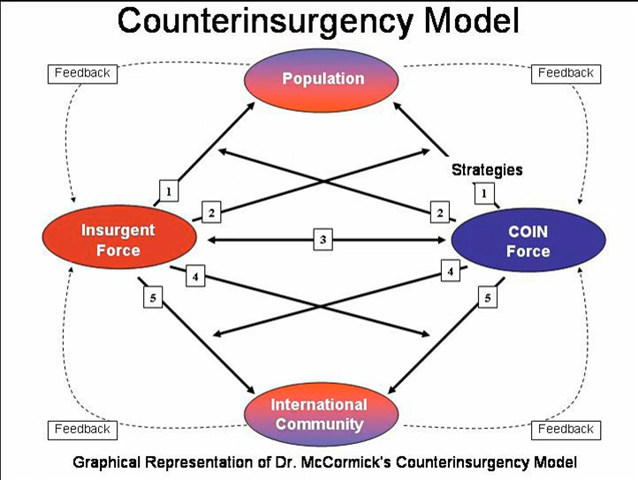 Counterinsurgency Model
Feedback
Population
Feedback
Strategies
1
1
2
2
Insurgent
Force
3
COIN
Force
4
4
5
5
International
Community
Feedback
Feedback
Graphical Representation of Dr. McCormick's Counterinsurgency Model